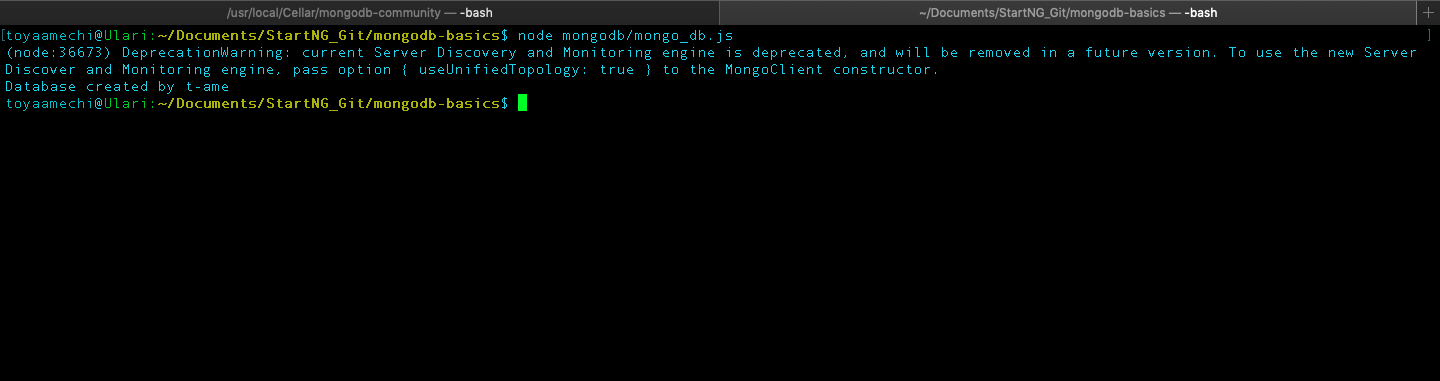 /usr/local/Cellar/mongodb-community — -bash
~/Documents/StartNG_Git/mongodb-basics — -bash
[toyaamechi@Ulari:~/Documents/StartNG_Git/mongodb-basics$ node mongodb/mongo_db.js ]
(node:36673) DeprecationWarning: current Server Discovery and Monitoring engine is deprecated, and will be removed in a future version. To use the new Server
Discover and Monitoring engine, pass option { useUnifiedTopology: true } to the MongoClient constructor.
Database created by t-ame
toyaamechi@Ulari:~/Documents/StartNG_Git/mongodb-basics$